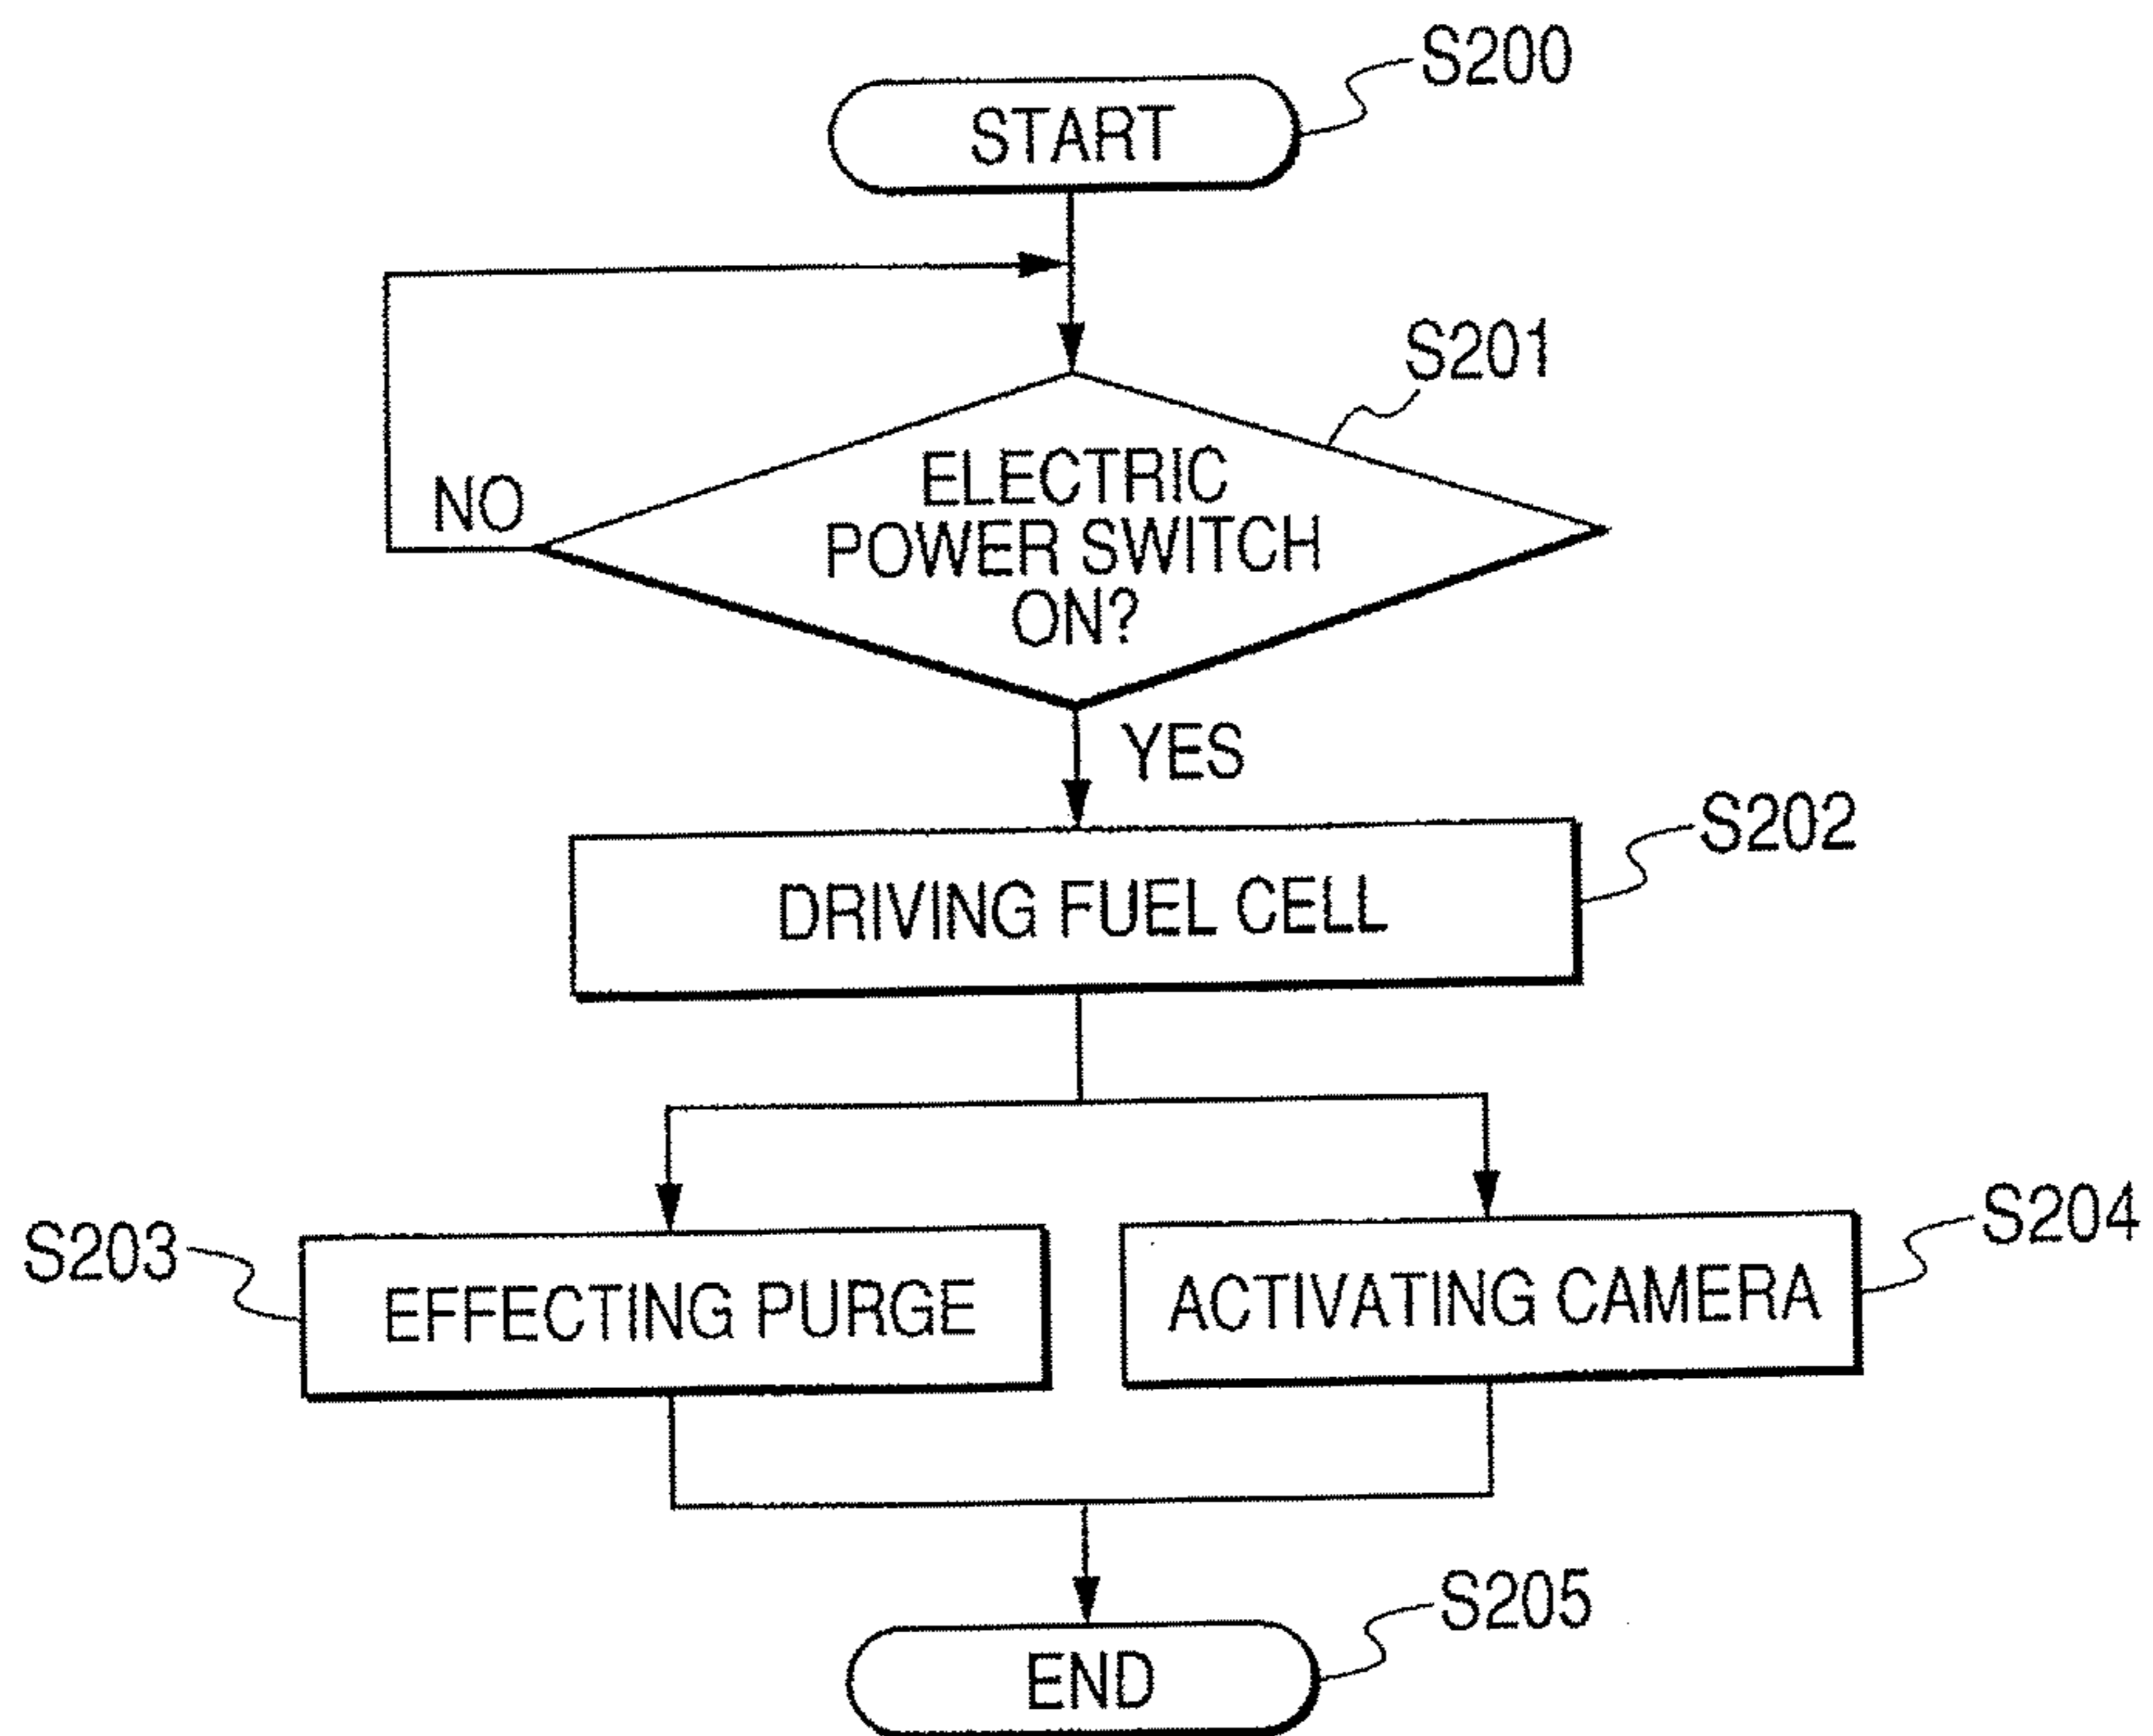 S200
START
S201
ELECTRIC
POWER SWITCH
ON?
NO
YES
S202
DRIVING FUEL CELL
S203
EFFECTING PURGE
S204
ACTIVATING CAMERA
S205
END